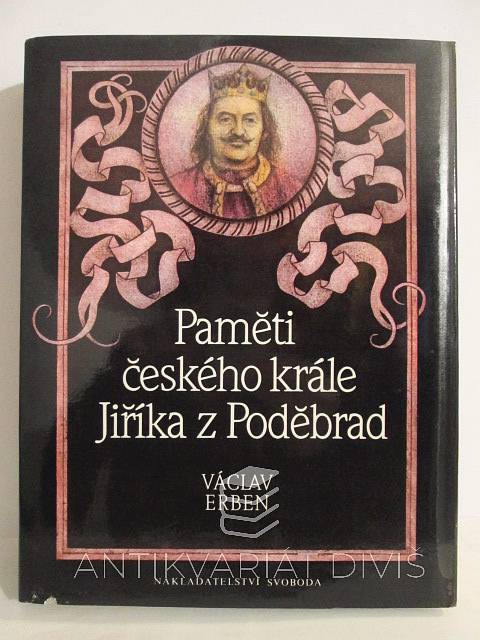 Paměti
českého krále
Jiříka z Poděbrad
VÁCLAV
ERBEN
ANTIKVARIÁT DIVIŠ
NAKLADATELSTVÍ SVOBODA